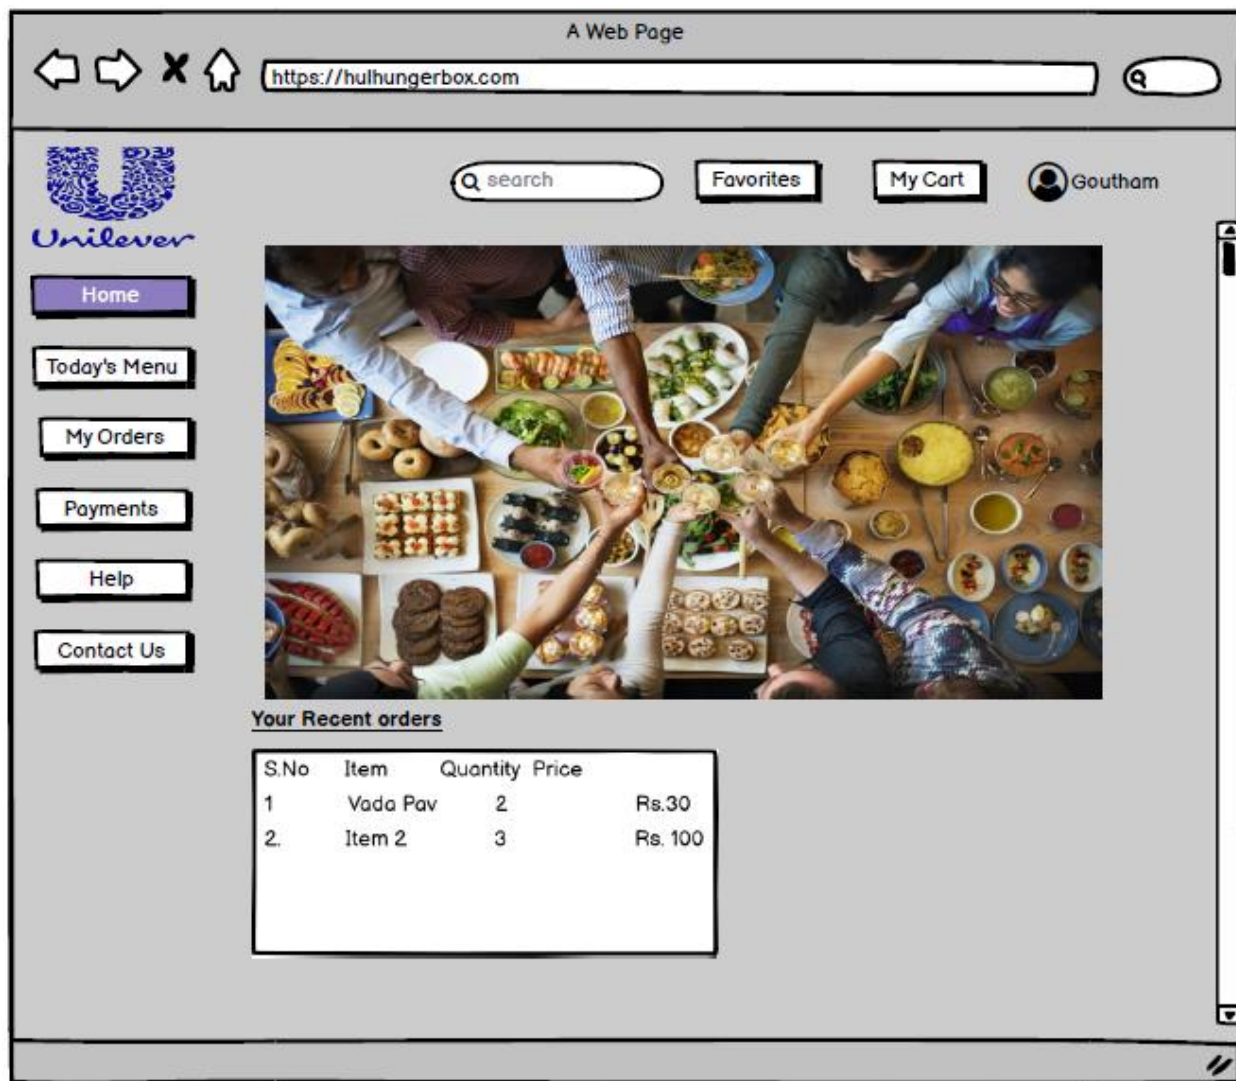 A Web Page
https://hulhungerbox.com
Unilever
search
Favorites
My Cart
Goutham
Home
Today's Menu
My Orders
Payments
Help
Contact Us
Your Recent orders
S.No Item Quantity Price
1 Vada Pav 2 Rs.30
2. Item 2 3 Rs. 100